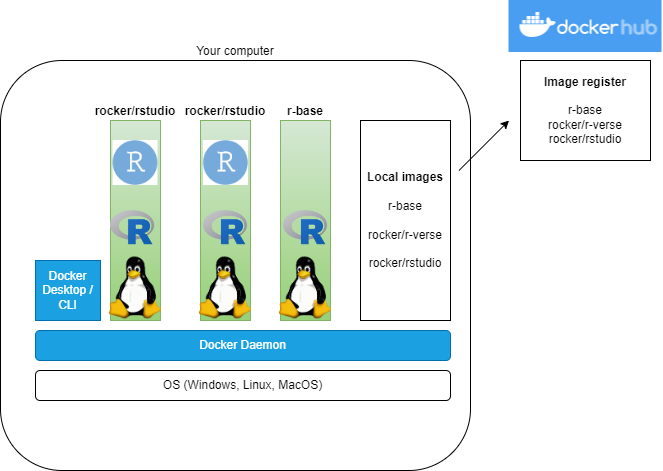 dockerhub
Your computer
Image register
r-base
rocker/r-verse
rocker/rstudio
rocker/rstudio
rocker/rstudio
r-base
R
R
Local images
r-base
rocker/r-verse
rocker/rstudio
R
R
R
Docker
Desktop /
CLI
Docker Daemon
OS (Windows, Linux, MacOS)